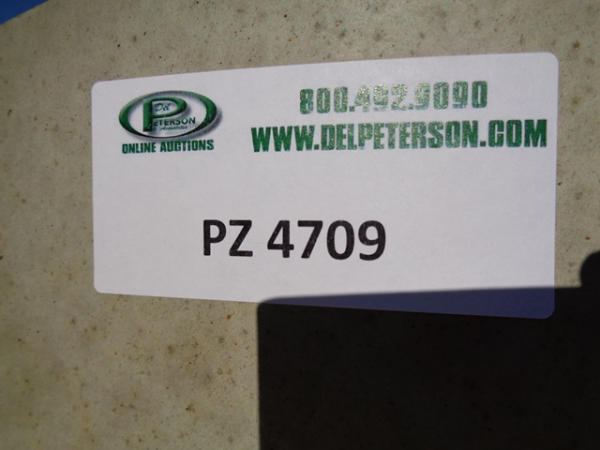 Del
PETERSON
ONLINE AUCTIONS
800.492.9090
WWW.DELPETERSON.COM
PZ 4709